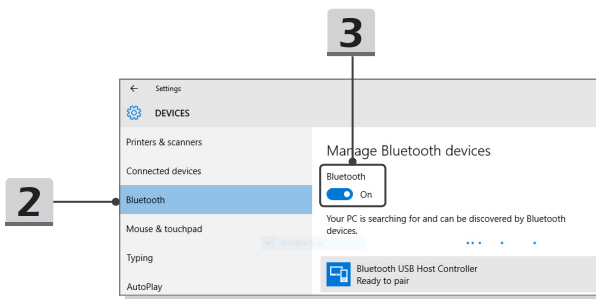 3
← Settings
DEVICES
Printers & scanners
Connected devices
Bluetooth
Mouse & touchpad
Typing
AutoPlay
2
Manage Bluetooth devices
Bluetooth
On
Your PC is searching for and can be discovered by Bluetooth
devices.
Bluetooth USB Host Controller
Ready to pair